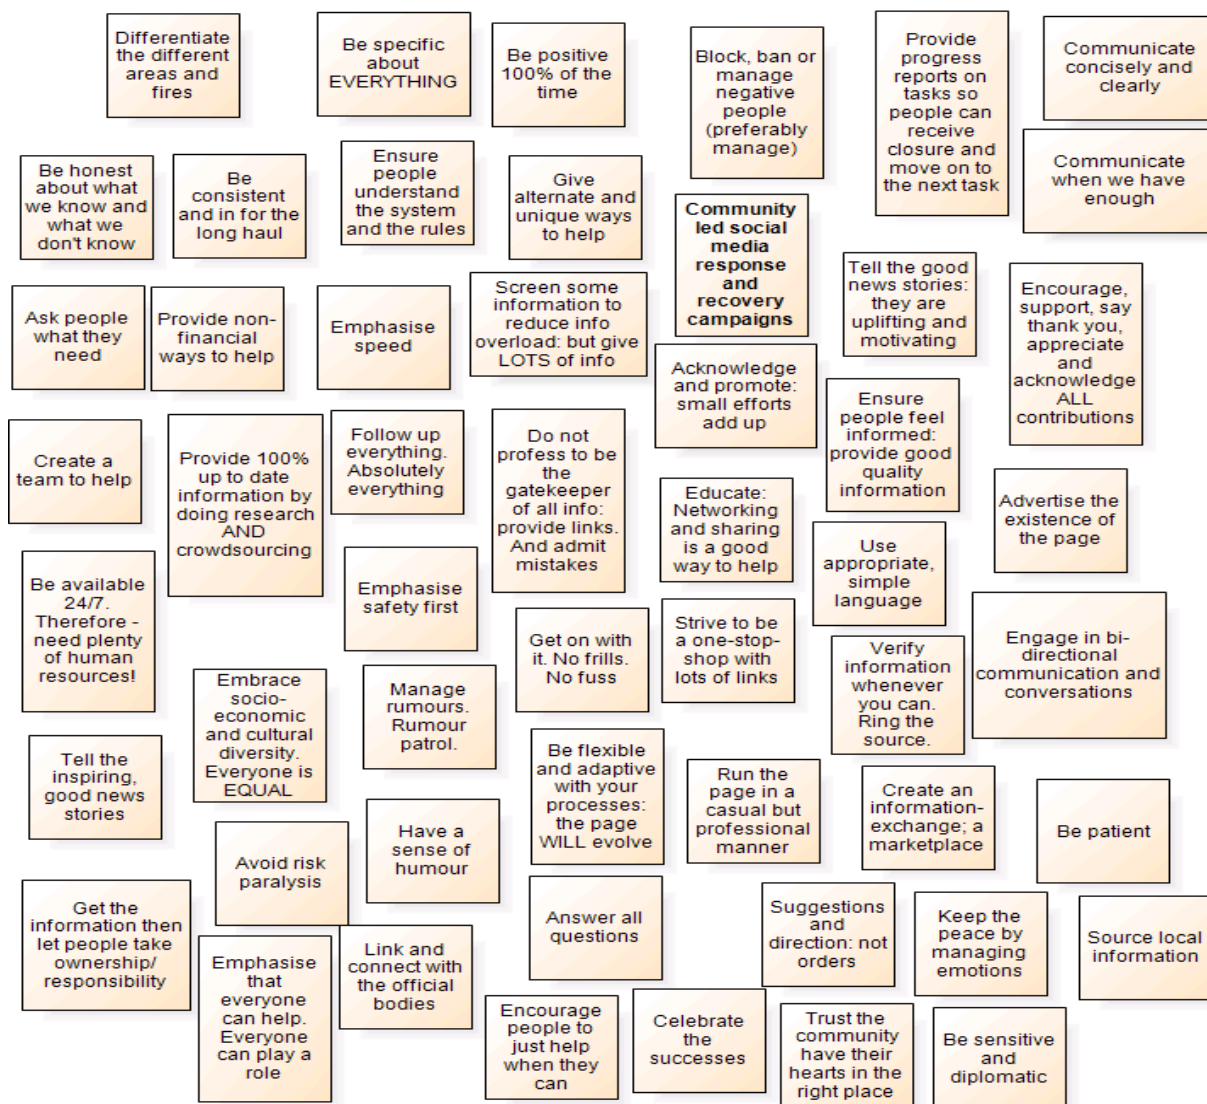 Differentiate
the different
areas and
fires
Be specific
about
EVERYTHING
Be positive
100% of the
time
Block, ban or
manage
negative
people
(preferably
manage)
Provide
progress
reports on
tasks so
people can
receive
closure and
move on to
the next task
Communicate
concisely and
clearly
Communicate
when we have
enough
Be honest
about what
we know and
what we
don't know
Be
consistent
and in for the
long haul
Ensure
people
understand
the system
and the rules
Give
alternate and
unique ways
to help
Community
led social
media
response
and
recovery
campaigns
Tell the good
news stories:
they are
uplifting and
motivating
Encourage,
support, say
thank you,
appreciate
and
acknowledge
ALL
contributions
Ask people
what they
need
Provide non-
financial
ways to help
Emphasise
speed
Screen some
information to
reduce info
overload: but give
LOTS of info
Acknowledge
and promote:
small efforts
add up
Ensure
people feel
informed:
provide good
quality
information
Create a
team to help
Provide 100%
up to date
information by
doing research
AND
crowdsourcing
Follow up
everything.
Absolutely
everything
Do not
profess to be
the
gatekeeper
of all info:
provide links.
And admit
mistakes
Educate:
Networking
and sharing
is a good
way to help
Use
appropriate,
simple
language
Advertise the
existence of
the page
Be available
24/7.
Therefore -
need plenty
of human
resources!
Emphasise
safety first
Get on with
it. No frills.
No fuss
Strive to be
a one-stop-
shop with
lots of links
Verify
information
whenever
you can.
Ring the
source.
Engage in bi-
directional
communication and
conversations
Embrace
socio-
economic
and cultural
diversity.
Everyone is
EQUAL
Manage
rumours.
Rumour
patrol.
Tell the
inspiring,
good news
stories
Be flexible
and adaptive
with your
processes:
the page
WILL evolve
Run the
page in a
casual but
professional
manner
Create an
information-
exchange; a
marketplace
Be patient
Avoid risk
paralysis
Have a
sense of
humour
Get the
information then
let people take
ownership/
responsibility
Emphasise
that
everyone
can help.
Everyone
can play a
role
Link and
connect with
the official
bodies
Answer all
questions
Suggestions
and
direction: not
orders
Keep the
peace by
managing
emotions
Source local
information
Encourage
people to
just help
when they
can
Celebrate
the
successes
Trust the
community
have their
hearts in the
right place
Be sensitive
and
diplomatic